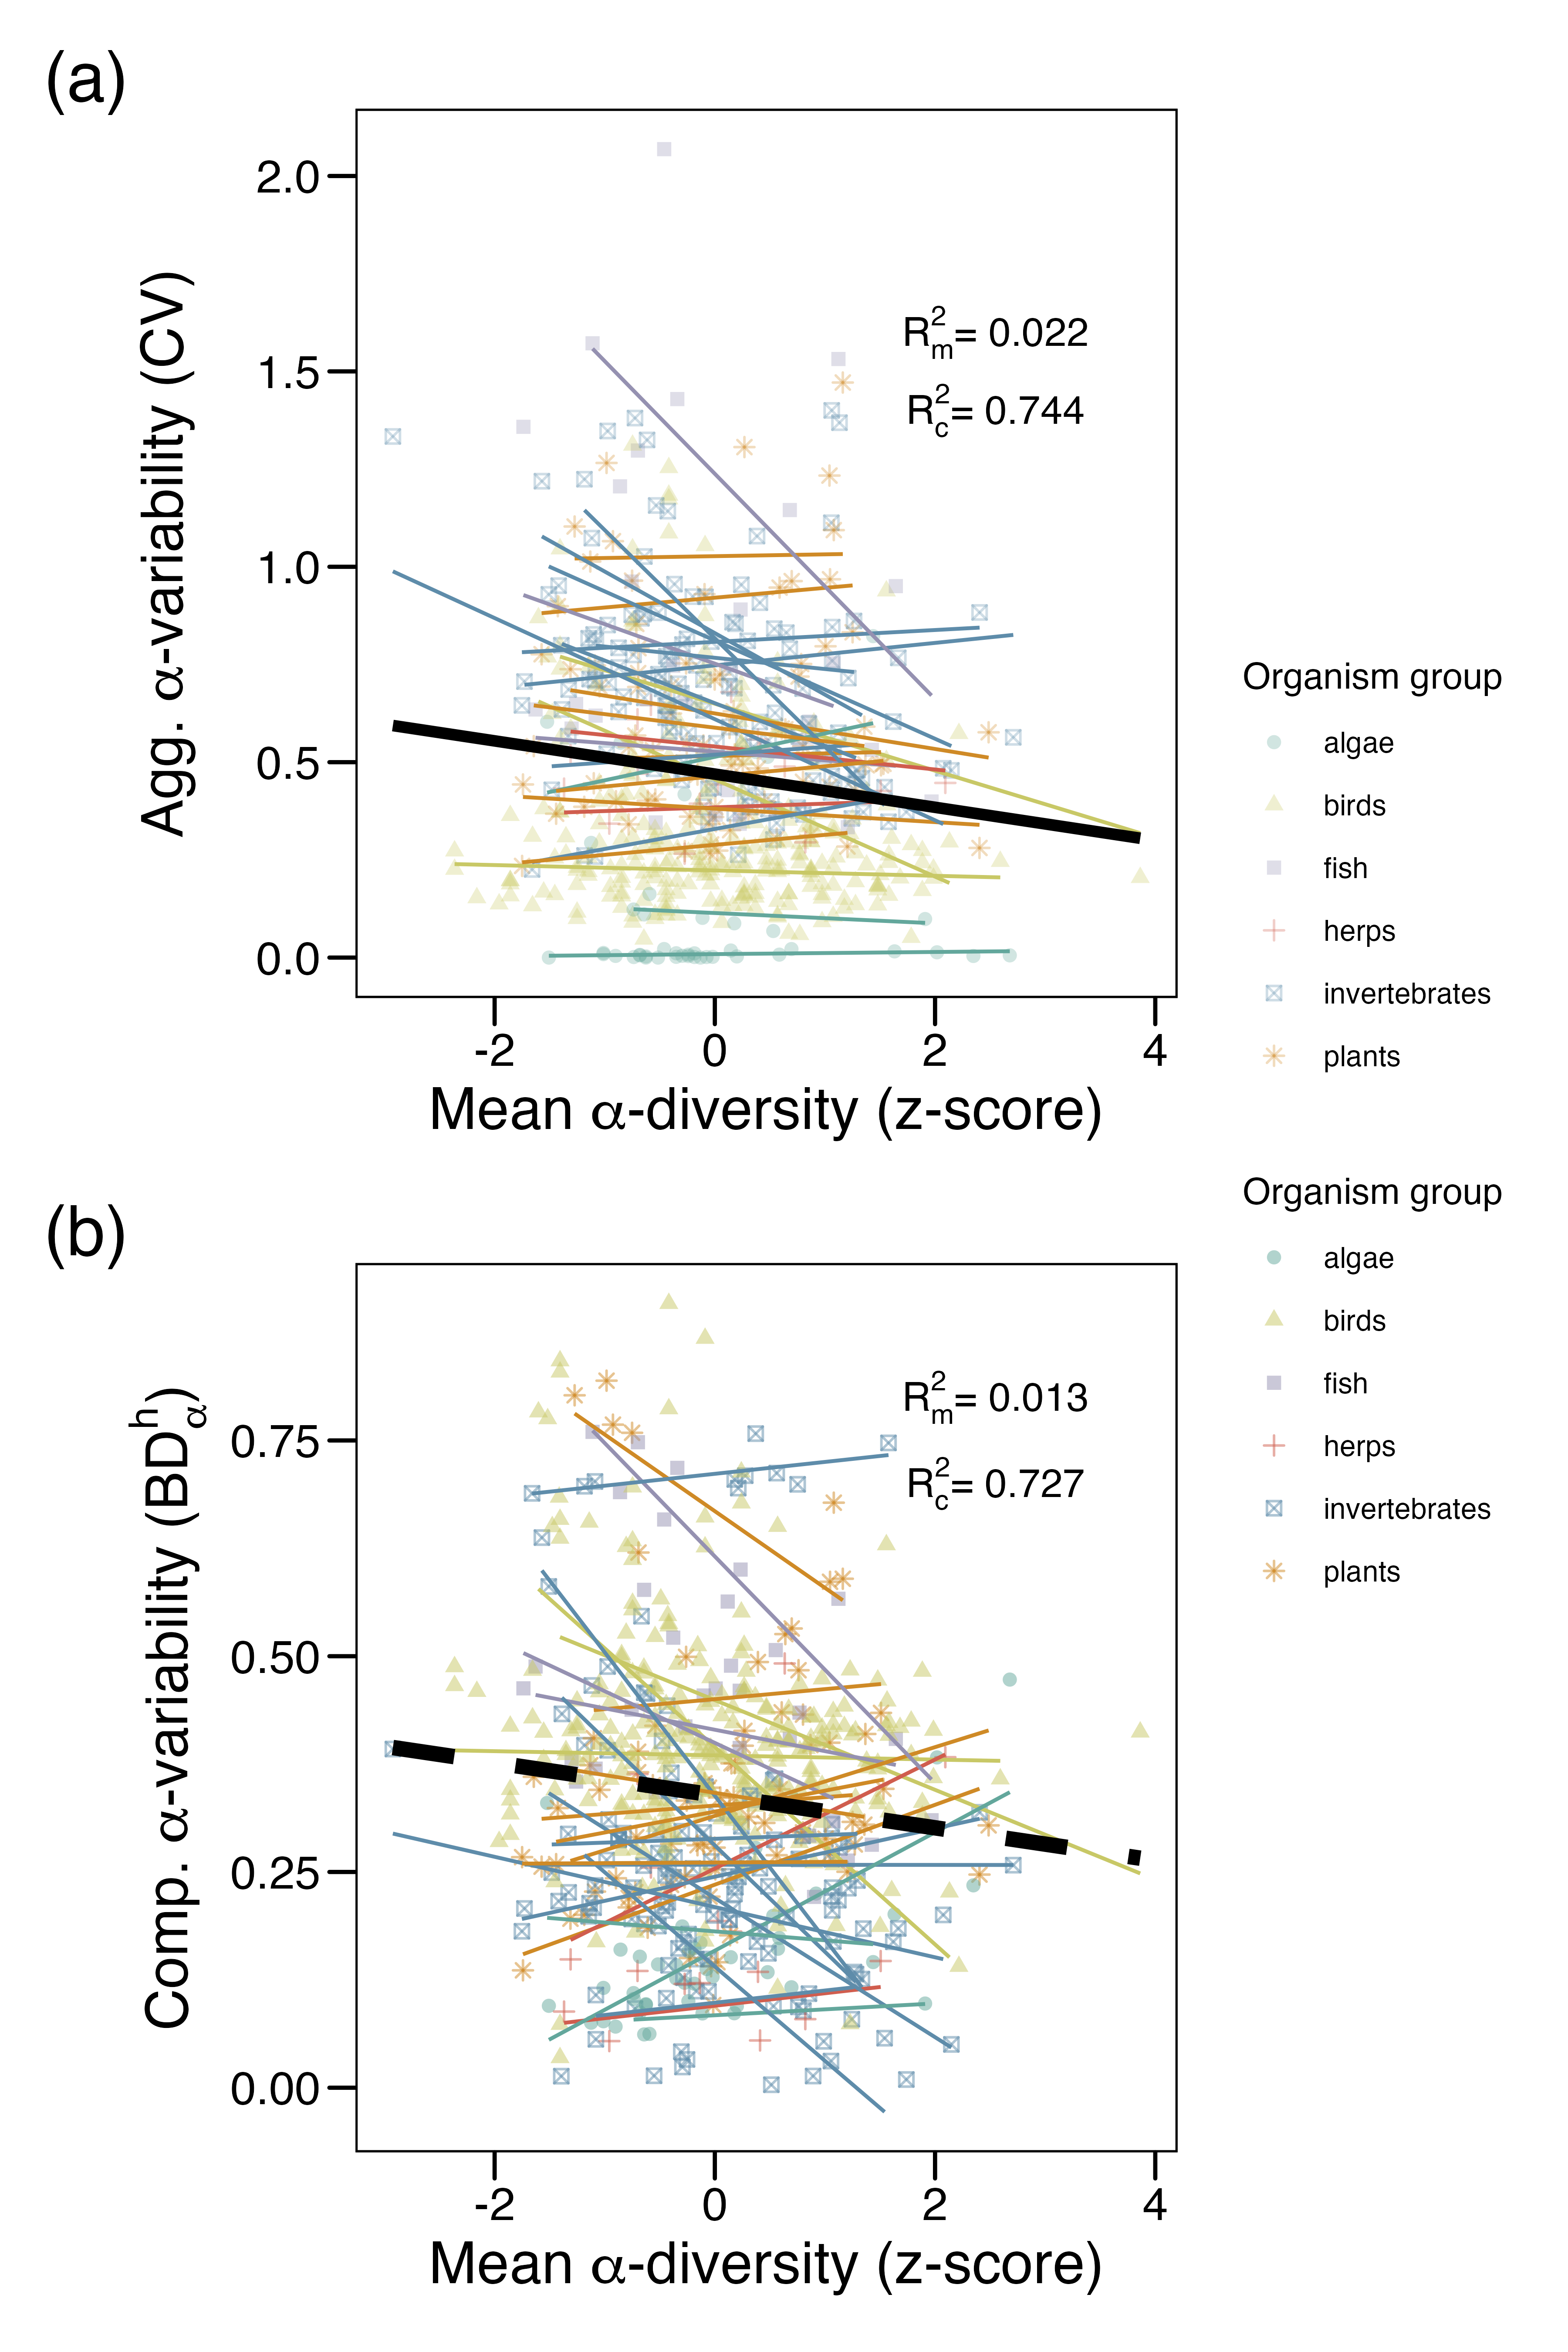 (a)
2.0
1.5
1.0
0.5
0.0
Agg. α-variability (CV)
R²m = 0.022
R²c = 0.744
-2 0 2 4
Mean α-diversity (z-score)
Organism group
algae
birds
fish
herps
invertebrates
plants
(b)
0.75
0.50
0.25
0.00
Comp. α-variability (BDʰα)
R²m = 0.013
R²c = 0.727
-2 0 2 4
Mean α-diversity (z-score)
Organism group
algae
birds
fish
herps
invertebrates
plants